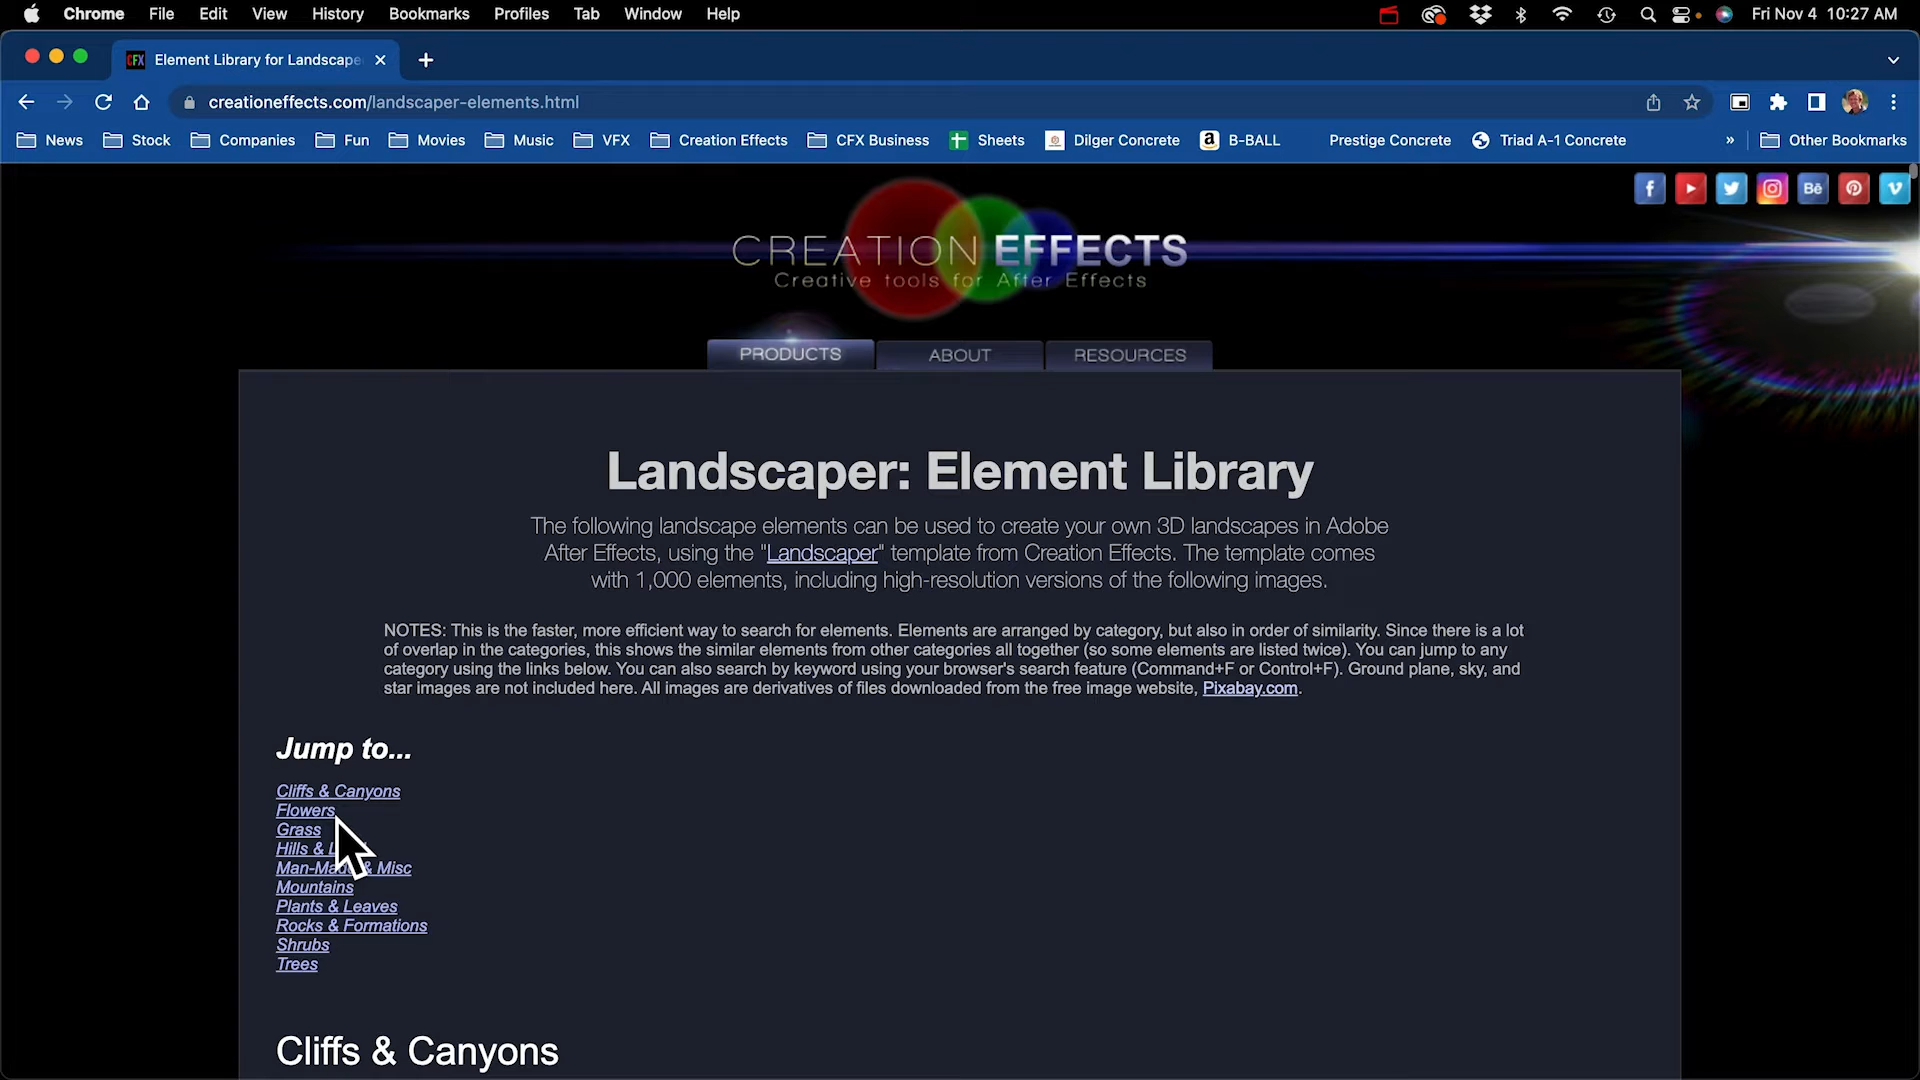 Chrome File Edit View History Bookmarks Profiles Tab Window Help
Fri Nov 4 10:27 AM
CFX Element Library for Landscape
creationeffects.com/landscaper-elements.html
News Stock Companies Fun Movies Music VFX Creation Effects CFX Business Sheets Dilger Concrete B-BALL Prestige Concrete Triad A-1 Concrete » Other Bookmarks
CREATION EFFECTS
Creative tools for After Effects
PRODUCTS ABOUT RESOURCES
Landscaper: Element Library
The following landscape elements can be used to create your own 3D landscapes in Adobe
After Effects, using the "Landscaper" template from Creation Effects. The template comes
with 1,000 elements, including high-resolution versions of the following images.
NOTES: This is the faster, more efficient way to search for elements. Elements are arranged by category, but also in order of similarity. Since there is a lot
of overlap in the categories, this shows the similar elements from other categories all together (so some elements are listed twice). You can jump to any
category using the links below. You can also search by keyword using your browser's search feature (Command+F or Control+F). Ground plane, sky, and
star images are not included here. All images are derivatives of files downloaded from the free image website, Pixabay.com.
Jump to...
Cliffs & Canyons
Flowers
Grass
Hills &
Man-Made & Misc
Mountains
Plants & Leaves
Rocks & Formations
Shrubs
Trees
Cliffs & Canyons